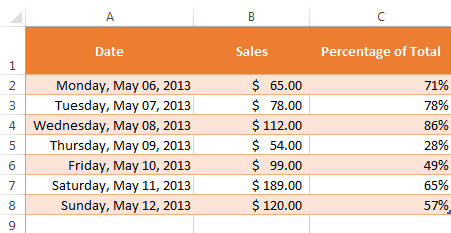 A B C
1 Date Sales Percentage of Total
2 Monday, May 06, 2013 $ 65.00 71%
3 Tuesday, May 07, 2013 $ 78.00 78%
4 Wednesday, May 08, 2013 $ 112.00 86%
5 Thursday, May 09, 2013 $ 54.00 28%
6 Friday, May 10, 2013 $ 99.00 49%
7 Saturday, May 11, 2013 $ 189.00 65%
8 Sunday, May 12, 2013 $ 120.00 57%
9